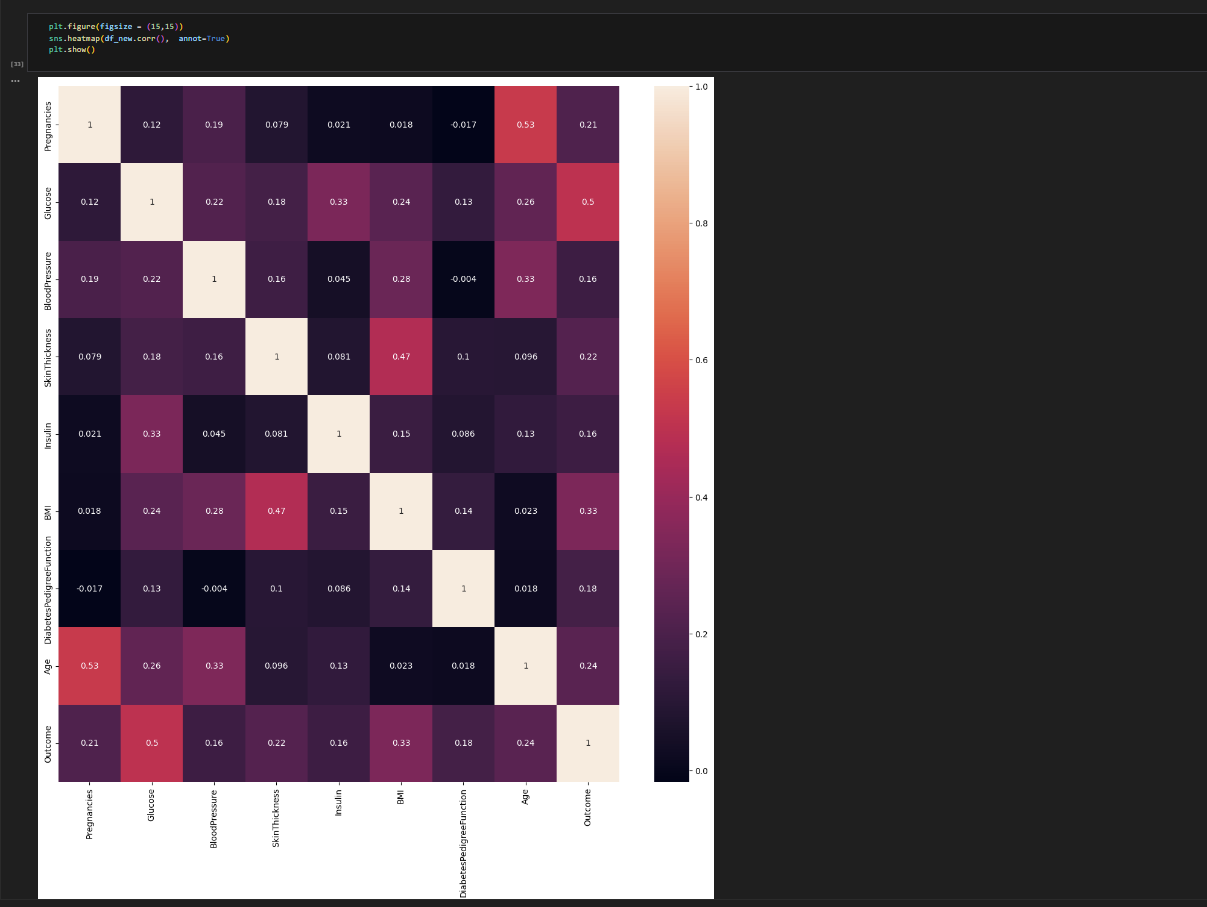 plt.figure(figsize = (15,15))
sns.heatmap(df_new.corr(),  annot=True)
plt.show()
[33]
...
Pregnancies 1 0.12 0.19 0.079 0.021 0.018 -0.017 0.53 0.21
Glucose 0.12 1 0.22 0.18 0.33 0.24 0.13 0.26 0.5
BloodPressure 0.19 0.22 1 0.16 0.045 0.28 -0.004 0.33 0.16
SkinThickness 0.079 0.18 0.16 1 0.081 0.47 0.1 0.096 0.22
Insulin 0.021 0.33 0.045 0.081 1 0.15 0.086 0.13 0.16
BMI 0.018 0.24 0.28 0.47 0.15 1 0.14 0.023 0.33
DiabetesPedigreeFunction -0.017 0.13 -0.004 0.1 0.086 0.14 1 0.018 0.18
Age 0.53 0.26 0.33 0.096 0.13 0.023 0.018 1 0.24
Outcome 0.21 0.5 0.16 0.22 0.16 0.33 0.18 0.24 1
Pregnancies Glucose BloodPressure SkinThickness Insulin BMI DiabetesPedigreeFunction Age Outcome
1.0
0.8
0.6
0.4
0.2
0.0